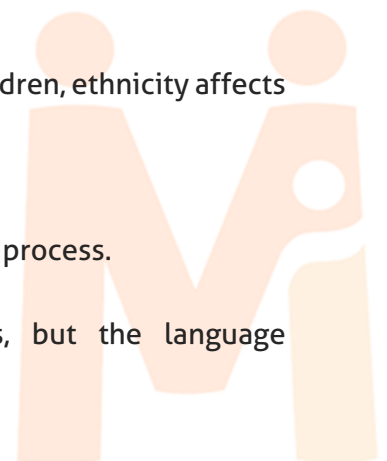 dren, ethnicity affects
process.
, but the language